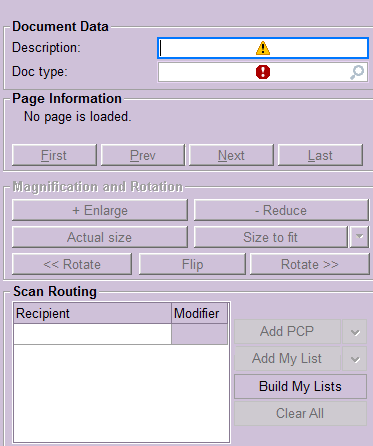 Document Data
Description:
Doc type:
Page Information
No page is loaded.
First Prev Next Last
Magnification and Rotation
+ Enlarge - Reduce
Actual size Size to fit
<< Rotate Flip Rotate >>
Scan Routing
Recipient Modifier
Add PCP
Add My List
Build My Lists
Clear All